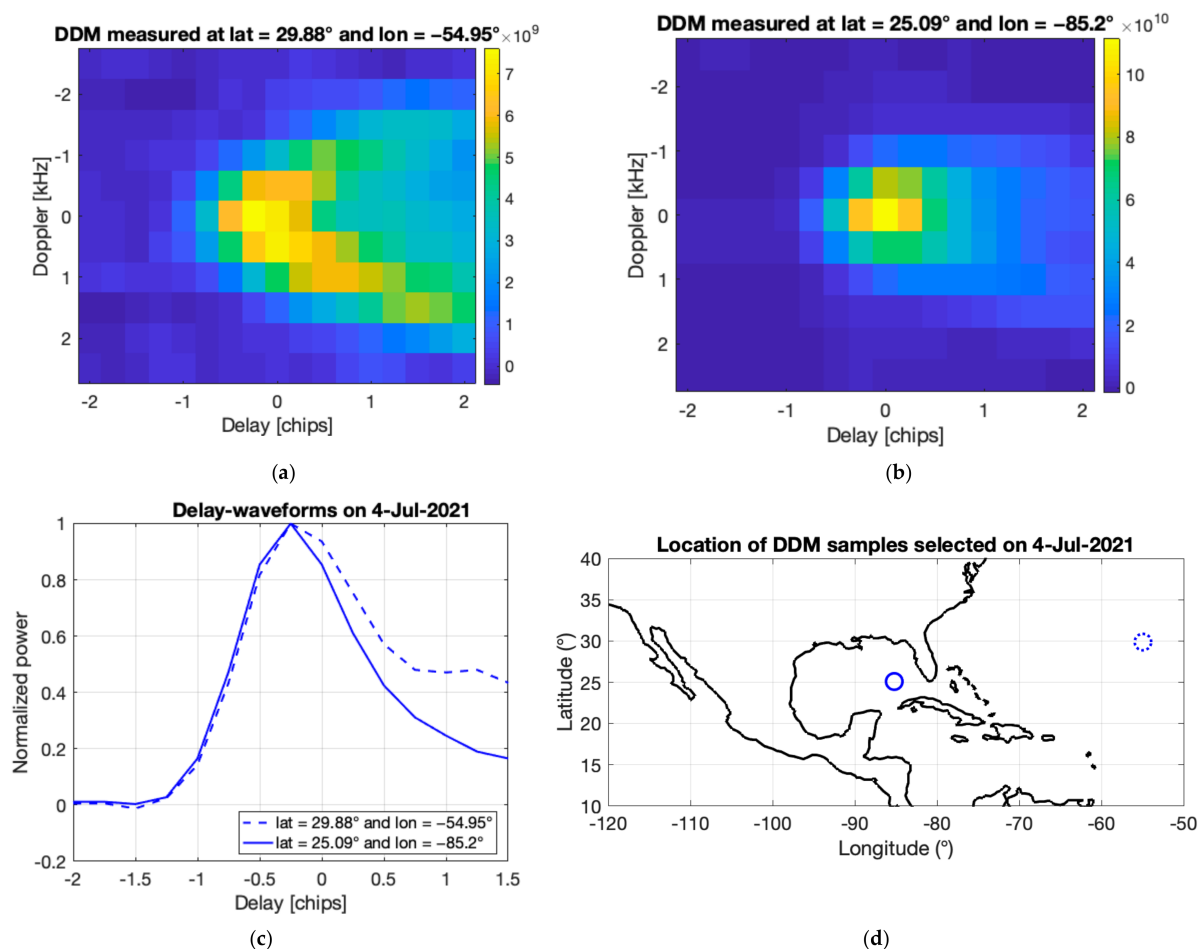 DDM measured at lat = 29.88° and lon = −54.95° ×10⁹
-2
-1
0
1
2
Doppler [kHz]
-2 -1 0 1 2
Delay [chips]
7
6
5
4
3
2
1
0
(a)
DDM measured at lat = 25.09° and lon = −85.2° ×10¹⁰
-2
-1
0
1
2
Doppler [kHz]
-2 -1 0 1 2
Delay [chips]
10
8
6
4
2
0
(b)
Delay-waveforms on 4-Jul-2021
1
0.8
0.6
0.4
0.2
0
-0.2
Normalized power
lat = 29.88° and lon = −54.95°
lat = 25.09° and lon = −85.2°
-2 -1.5 -1 -0.5 0 0.5 1 1.5
Delay [chips]
(c)
Location of DDM samples selected on 4-Jul-2021
40
35
30
25
20
15
10
Latitude (°)
-120 -110 -100 -90 -80 -70 -60 -50
Longitude (°)
(d)